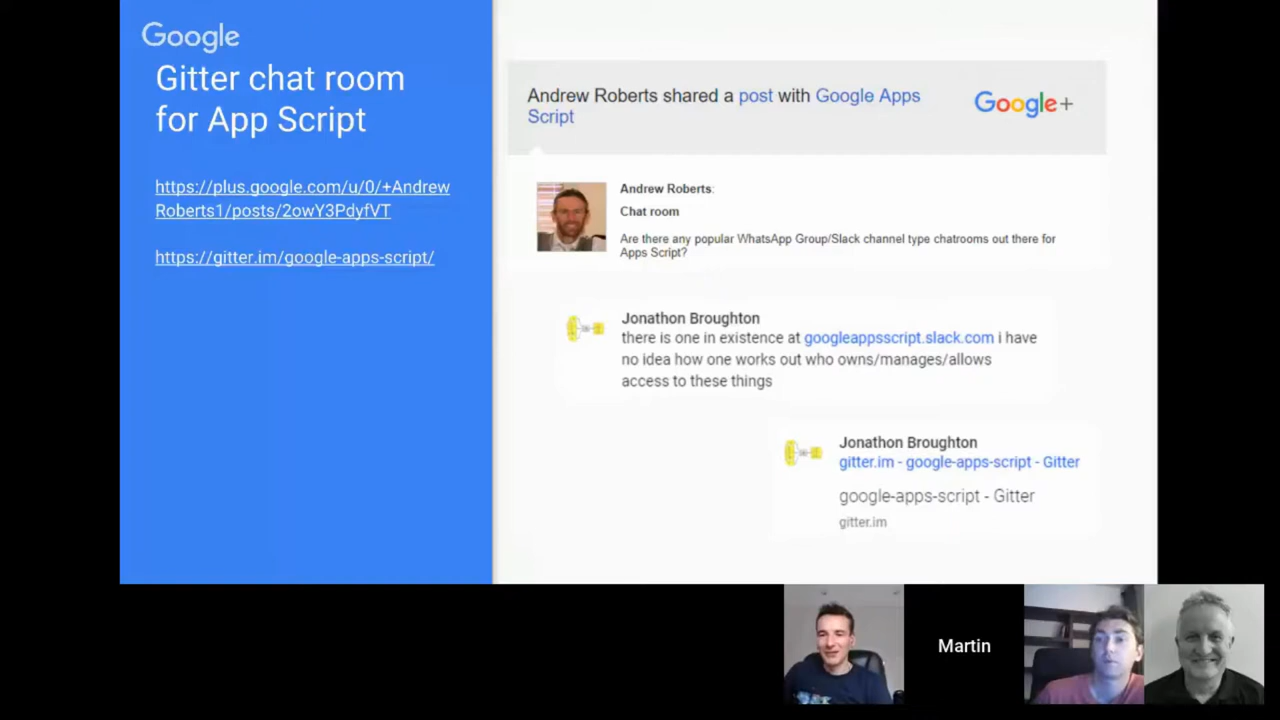 Google
Gitter chat room
for App Script
https://plus.google.com/u/0/+Andrew
Roberts1/posts/2owY3PdyfVT
https://gitter.im/google-apps-script/
Andrew Roberts shared a post with Google Apps
Script
Google+
Andrew Roberts:
Chat room
Are there any popular WhatsApp Group/Slack channel type chatrooms out there for
Apps Script?
Jonathon Broughton
there is one in existence at googleappsscript.slack.com i have
no idea how one works out who owns/manages/allows
access to these things
Jonathon Broughton
gitter.im - google-apps-script - Gitter
google-apps-script - Gitter
gitter.im
Martin